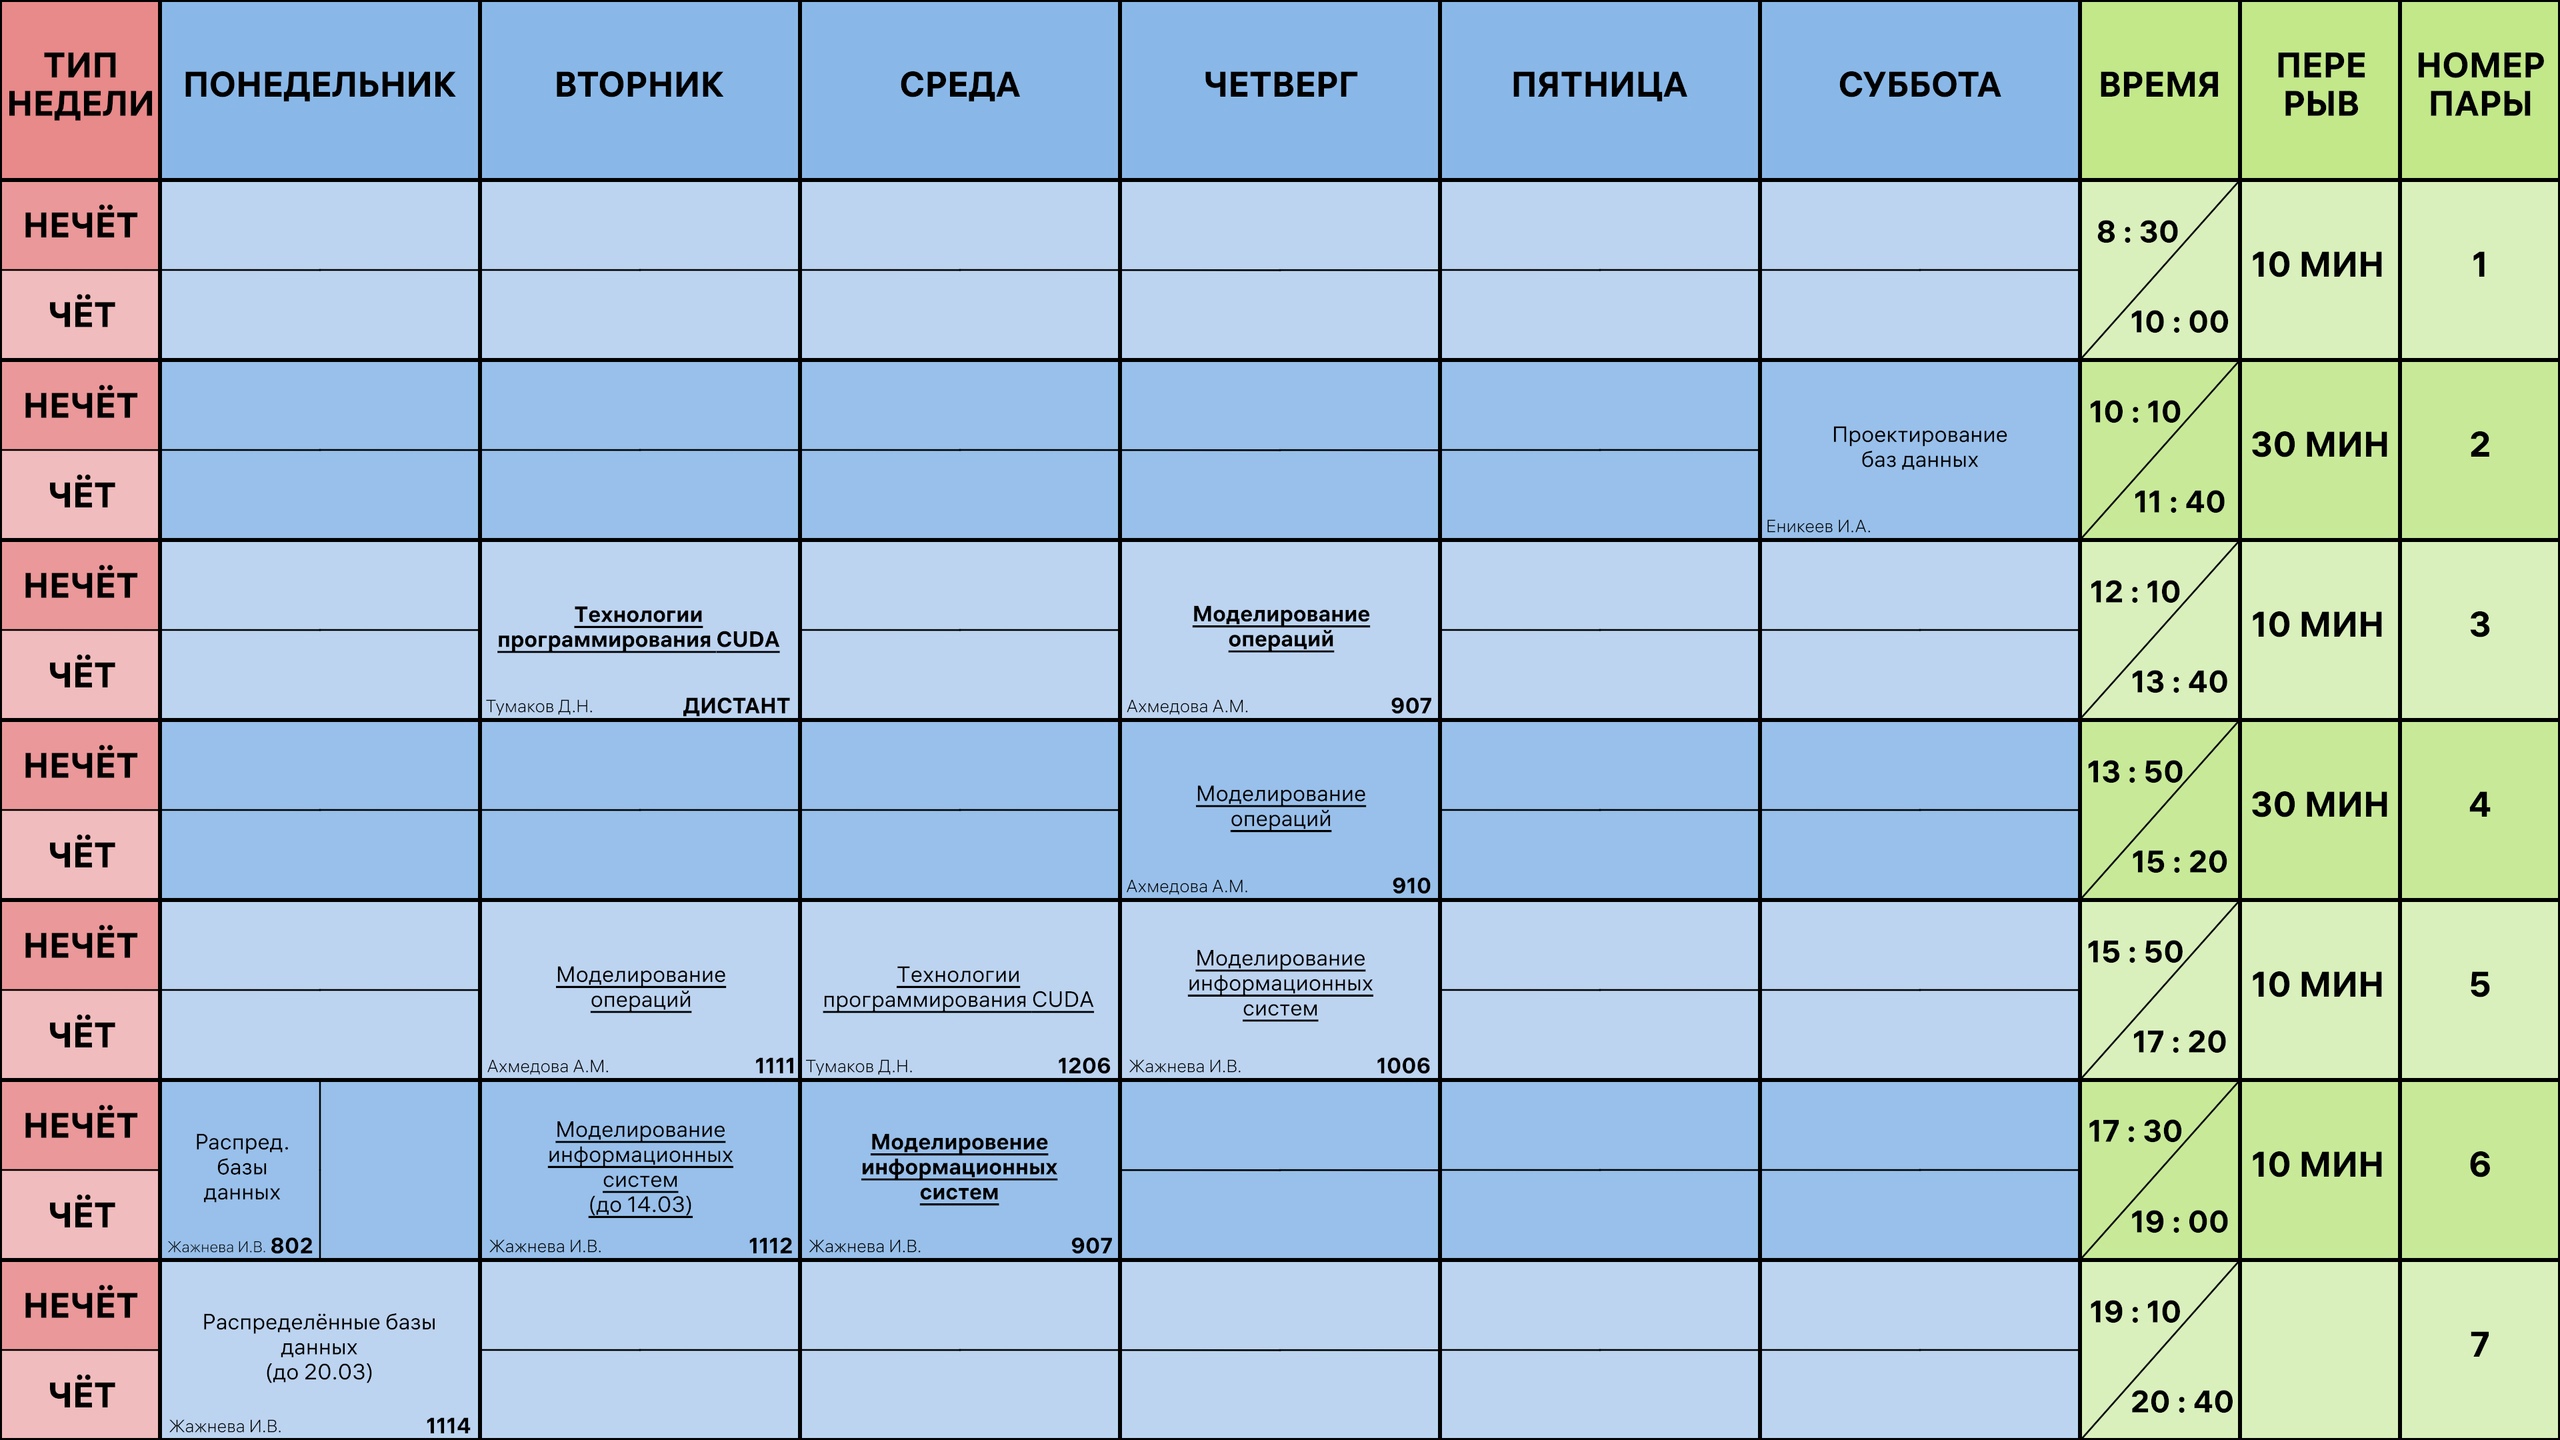 ТИП
НЕДЕЛИ
ПОНЕДЕЛЬНИК
ВТОРНИК
СРЕДА
ЧЕТВЕРГ
ПЯТНИЦА
СУББОТА
ВРЕМЯ
ПЕРЕ
РЫВ
НОМЕР
ПАРЫ
НЕЧЁТ
ЧЁТ
8 : 30
10 : 00
10 МИН
1
НЕЧЁТ
ЧЁТ
Проектирование
баз данных
Еникеев И.А.
10 : 10
11 : 40
30 МИН
2
НЕЧЁТ
ЧЁТ
Технологии
программирования CUDA
Тумаков Д.Н.
ДИСТАНТ
Моделирование
операций
Ахмедова А.М.
907
12 : 10
13 : 40
10 МИН
3
НЕЧЁТ
ЧЁТ
Моделирование
операций
Ахмедова А.М.
910
13 : 50
15 : 20
30 МИН
4
НЕЧЁТ
ЧЁТ
Моделирование
операций
Ахмедова А.М.
1111
Технологии
программирования CUDA
Тумаков Д.Н.
1206
Моделирование
информационных
систем
Жажнева И.В.
1006
15 : 50
17 : 20
10 МИН
5
НЕЧЁТ
ЧЁТ
Распред.
базы
данных
Жажнева И.В. 802
Моделирование
информационных
систем
(до 14.03)
Жажнева И.В.
1112
Моделировение
информационных
систем
Жажнева И.В.
907
17 : 30
19 : 00
10 МИН
6
НЕЧЁТ
ЧЁТ
Распределённые базы
данных
(до 20.03)
Жажнева И.В.
1114
19 : 10
20 : 40
7